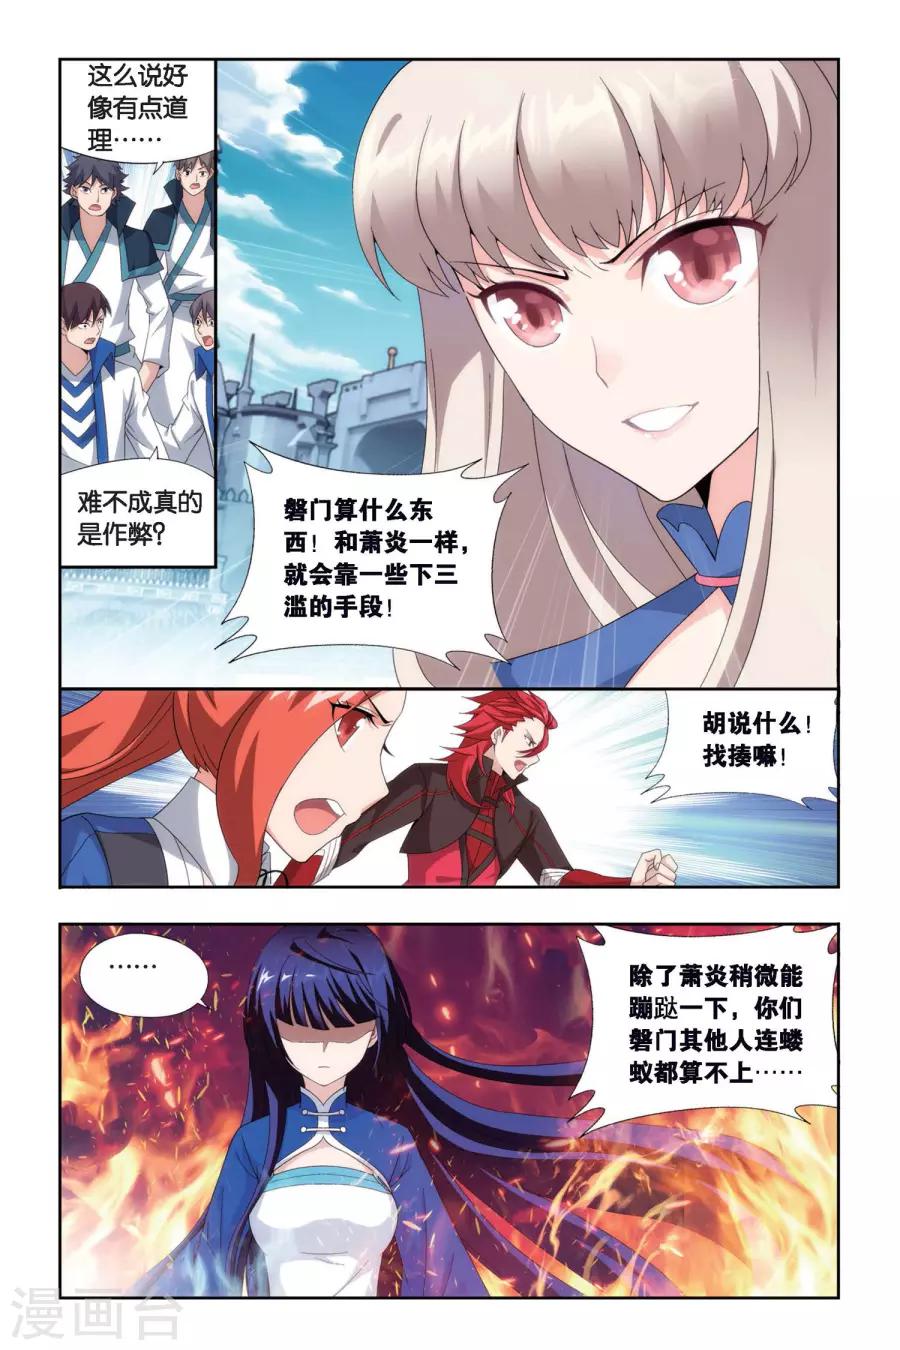 这么说好
像有点道
理……
难不成真的
是作弊？
磐门算什么东
西！和萧炎一样，
就会靠一些下三
滥的手段！
胡说什么！
找揍嘛！
……
除了萧炎稍微能
蹦跶一下，你们
磐门其他人连蝼
蚁都算不上……
漫画台